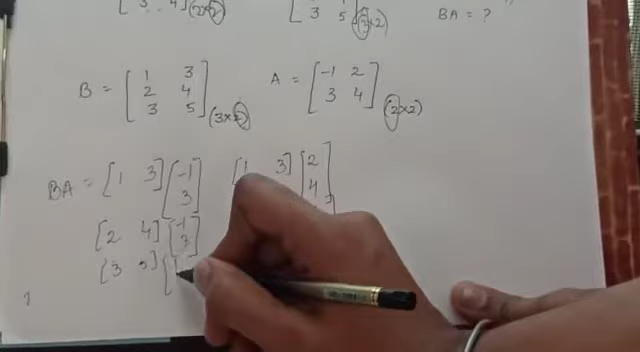 3 4] (2×2) 3 5](2×2) BA = ?
B = [1 3 A = [-1 2
2 4 3 4] (2×2)
3 5] (3×2)
BA = [1 3] [-1 [1 3] [2
3] 4]
[2 4] [-1
3]
[3 5] [